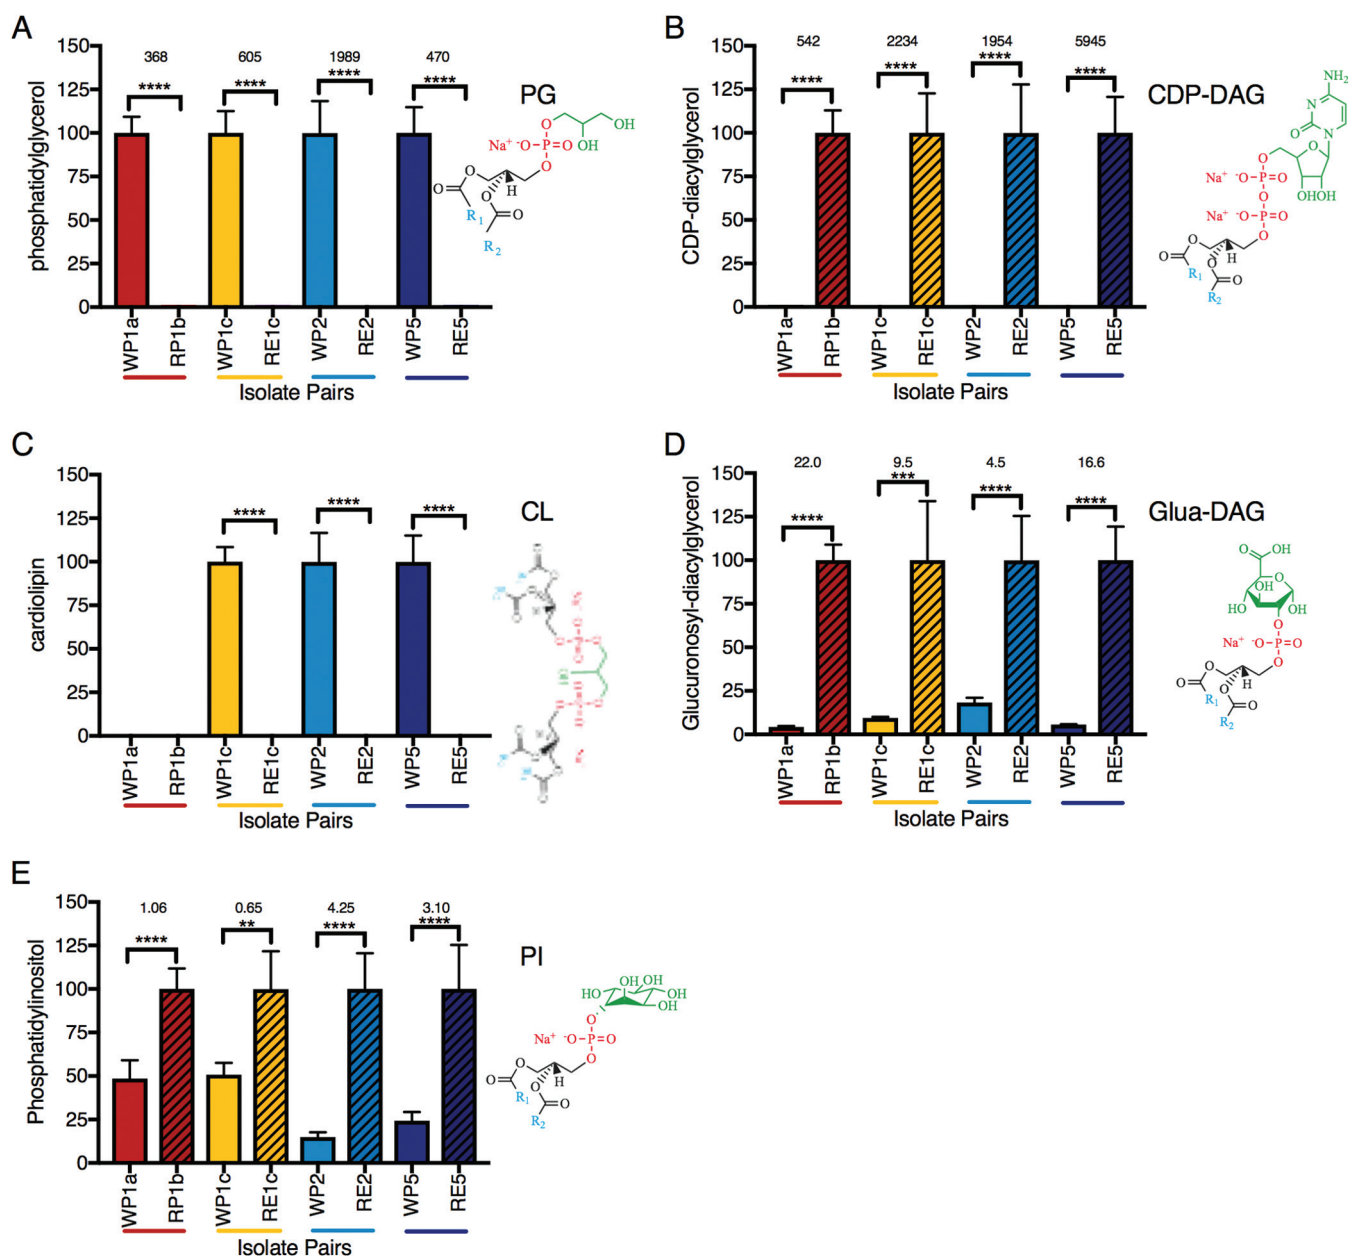 A
phosphatidylglycerol
150
125
100
75
50
25
0
368 605 1989 470
**** **** **** ****
WP1a RP1b WP1c RE1c WP2 RE2 WP5 RE5
Isolate Pairs
PG
OH
O
OH
Na⁺ ⁻O–P=O
O
O
O H
O
O
R₁
R₂
B
CDP-diacylglycerol
150
125
100
75
50
25
0
542 2234 1954 5945
**** **** **** ****
WP1a RP1b WP1c RE1c WP2 RE2 WP5 RE5
Isolate Pairs
CDP-DAG
NH₂
N
O N
O O
Na⁺ ⁻O–P=O
O OHOH
Na⁺ ⁻O–P=O
O O
O H
O
O
R₁
R₂
C
cardiolipin
150
125
100
75
50
25
0
**** **** ****
WP1a RP1b WP1c RE1c WP2 RE2 WP5 RE5
Isolate Pairs
CL
D
Glucuronosyl-diacylglycerol
150
125
100
75
50
25
0
22.0 9.5 4.5 16.6
**** *** **** ****
WP1a RP1b WP1c RE1c WP2 RE2 WP5 RE5
Isolate Pairs
Glua-DAG
O OH
O
HO OH
HO OH
O
Na⁺ ⁻O–P=O
O O
O H
O
O
R₁
R₂
E
Phosphatidylinositol
150
125
100
75
50
25
0
1.06 0.65 4.25 3.10
**** ** **** ****
WP1a RP1b WP1c RE1c WP2 RE2 WP5 RE5
Isolate Pairs
PI
OH OH
HO OH
OH
O
Na⁺ ⁻O–P=O
O
O
O H
O
O
R₁
R₂